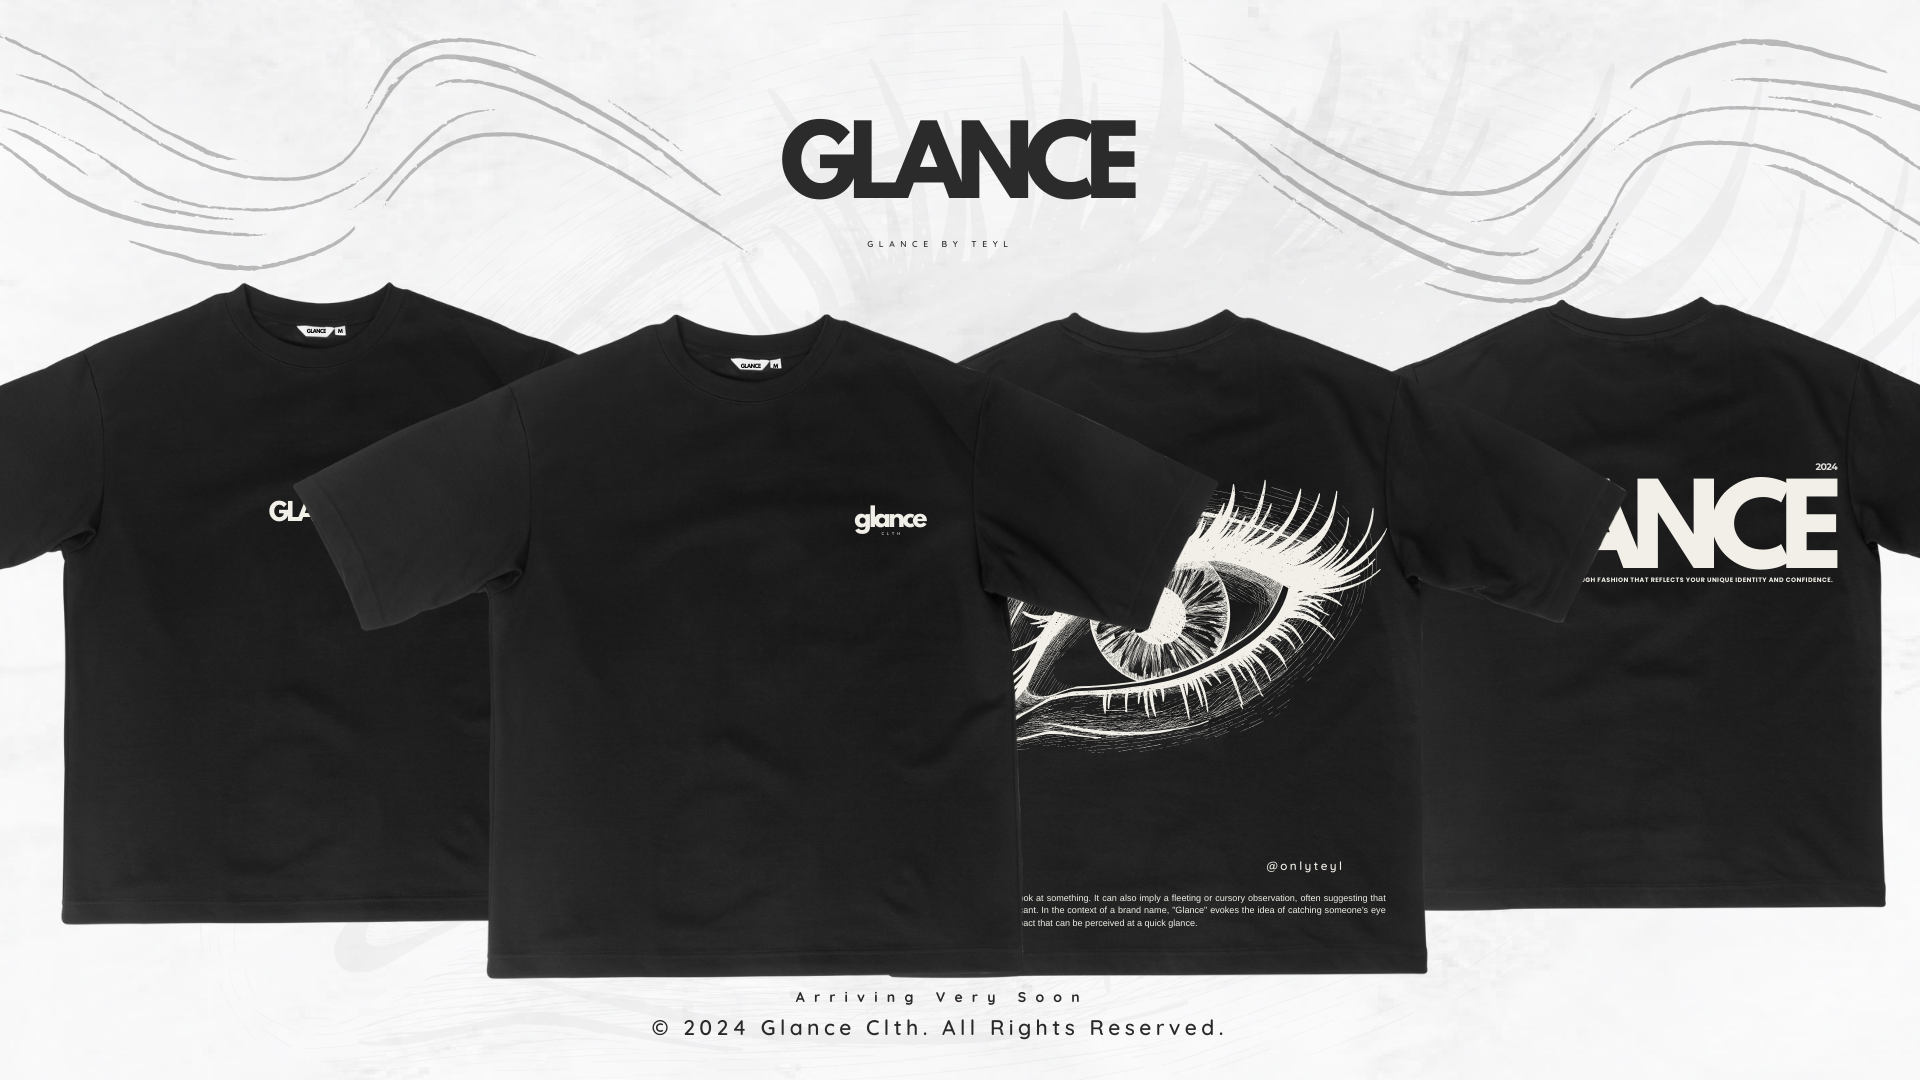 GLANCE
GLANCE BY TEYL
GLANCE M
GLANCE M
GLA
glance
CLTH
2024
ANCE
GH FASHION THAT REFLECTS YOUR UNIQUE IDENTITY AND CONFIDENCE.
@onlyteyl
ok at something. It can also imply a fleeting or cursory observation, often suggesting that
ant. In the context of a brand name, "Glance" evokes the idea of catching someone's eye
act that can be perceived at a quick glance.
Arriving Very Soon
© 2024 Glance Clth. All Rights Reserved.